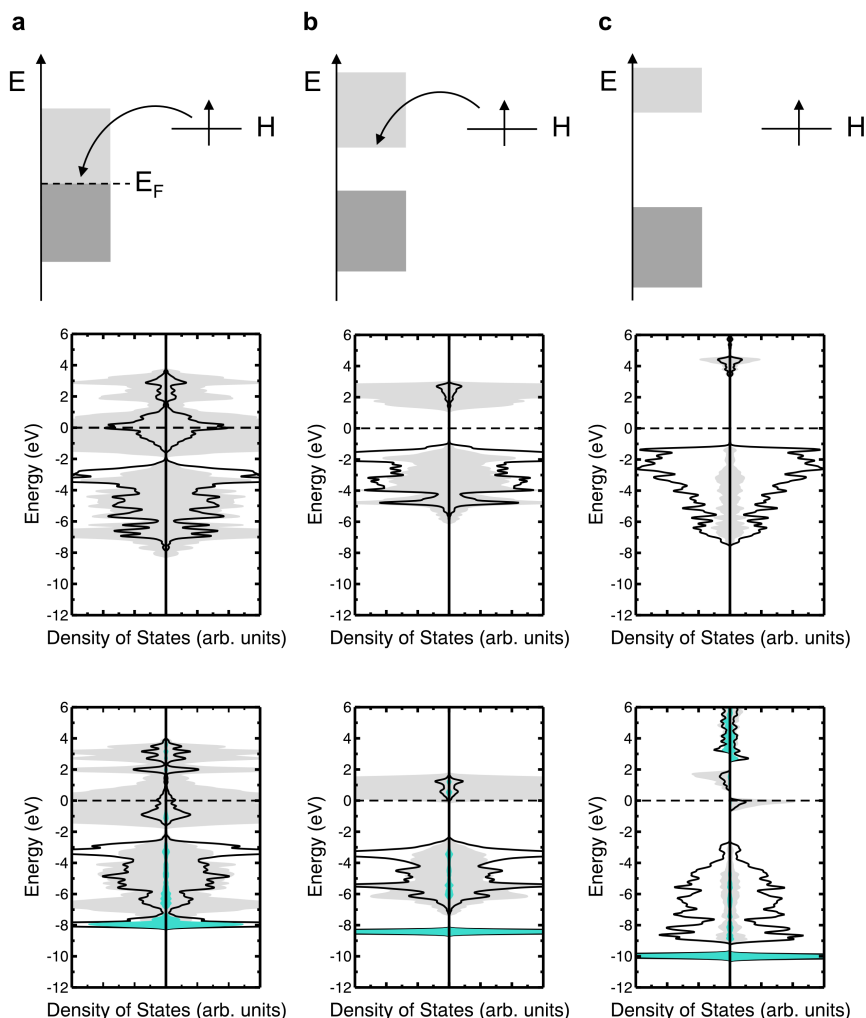 a
b
c
E
H
E_F
E
H
E
H
6
4
2
0
-2
-4
-6
-8
-10
-12
Energy (eV)
Density of States (arb. units)
6
4
2
0
-2
-4
-6
-8
-10
-12
Energy (eV)
Density of States (arb. units)
6
4
2
0
-2
-4
-6
-8
-10
-12
Energy (eV)
Density of States (arb. units)
6
4
2
0
-2
-4
-6
-8
-10
-12
Energy (eV)
Density of States (arb. units)
6
4
2
0
-2
-4
-6
-8
-10
-12
Energy (eV)
Density of States (arb. units)
6
4
2
0
-2
-4
-6
-8
-10
-12
Energy (eV)
Density of States (arb. units)